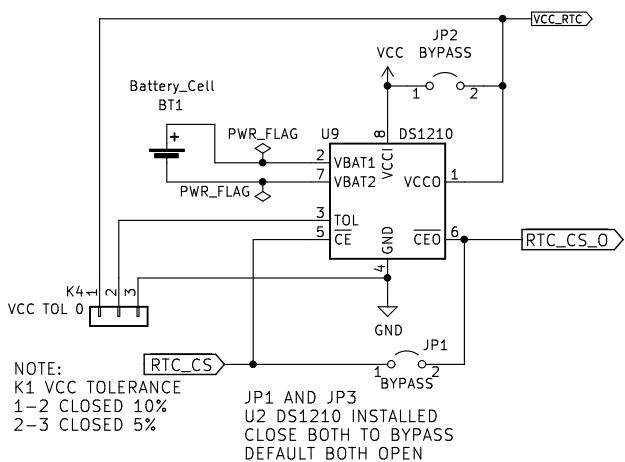 VCC_RTC
JP2
VCC BYPASS
1 2
Battery_Cell
BT1
+
PWR_FLAG
U9 8 DS1210
2 VBAT1 VCCI
7 VBAT2 VCCO 1
PWR_FLAG
3 TOL
5 CE GND CEO 6
RTC_CS_O
4
K4 1 2 3
VCC TOL 0
GND
JP1
RTC_CS
1 2
BYPASS
NOTE:
K1 VCC TOLERANCE
1-2 CLOSED 10%
2-3 CLOSED 5%
JP1 AND JP3
U2 DS1210 INSTALLED
CLOSE BOTH TO BYPASS
DEFAULT BOTH OPEN